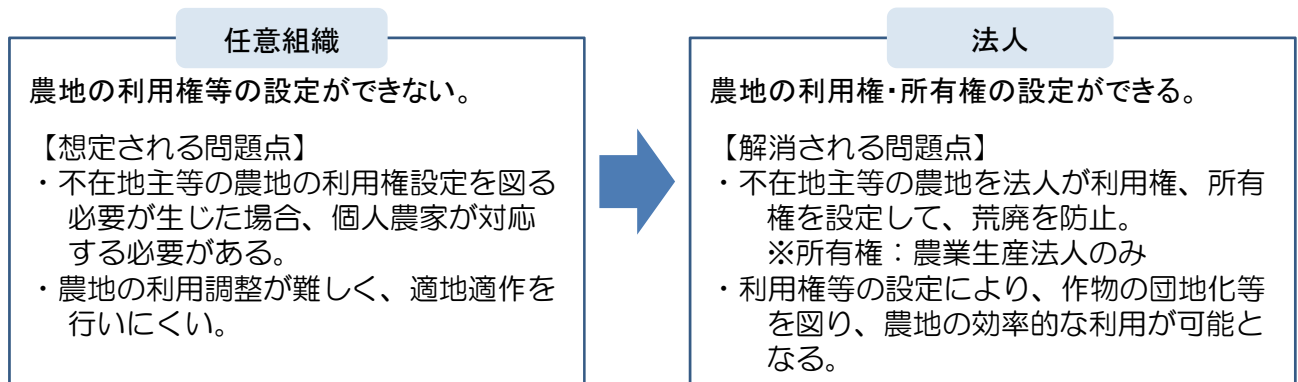 任意組織
農地の利用権等の設定ができない。
【想定される問題点】
・不在地主等の農地の利用権設定を図る
必要が生じた場合、個人農家が対応
する必要がある。
・農地の利用調整が難しく、適地適作を
行いにくい。
法人
農地の利用権・所有権の設定ができる。
【解消される問題点】
・不在地主等の農地を法人が利用権、所有
権を設定して、荒廃を防止。
※所有権：農業生産法人のみ
・利用権等の設定により、作物の団地化等
を図り、農地の効率的な利用が可能と
なる。